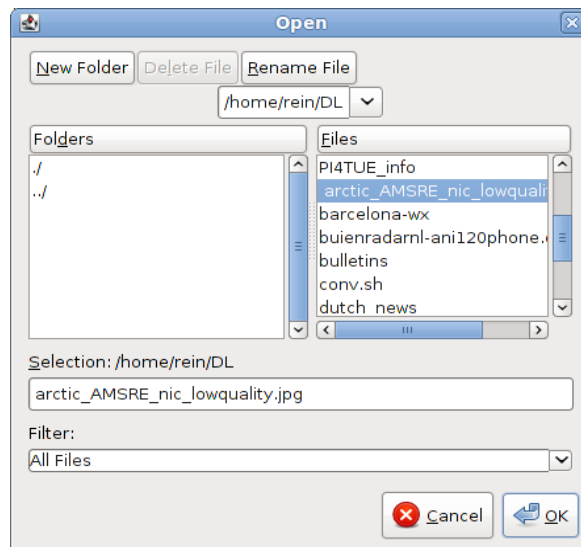 Open
New Folder Delete File Rename File
/home/rein/DL
Folders
./
../
Files
PI4TUE_info
arctic_AMSRE_nic_lowquali
barcelona-wx
buienradarnl-ani120phone.
bulletins
conv.sh
dutch_news
Selection: /home/rein/DL
arctic_AMSRE_nic_lowquality.jpg
Filter:
All Files
Cancel OK